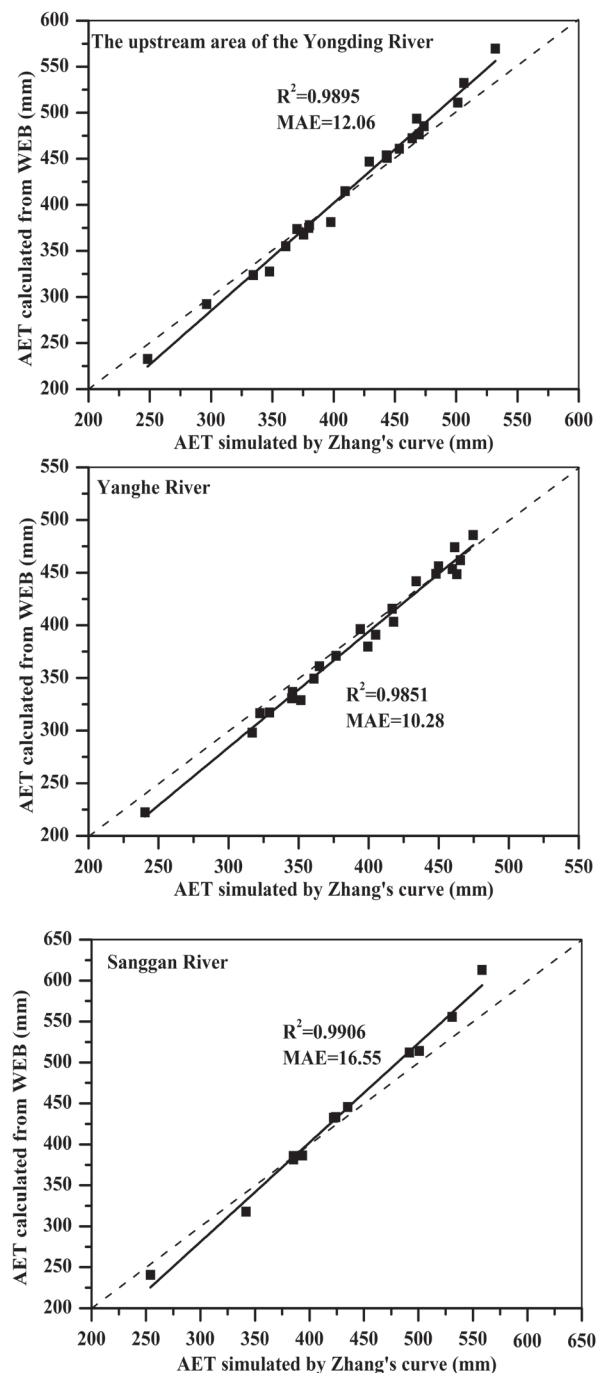 The upstream area of the Yongding River
R²=0.9895
MAE=12.06
AET calculated from WEB (mm)
600
550
500
450
400
350
300
250
200
200 250 300 350 400 450 500 550 600
AET simulated by Zhang's curve (mm)
Yanghe River
R²=0.9851
MAE=10.28
AET calculated from WEB (mm)
550
500
450
400
350
300
250
200
200 250 300 350 400 450 500 550
AET simulated by Zhang's curve (mm)
Sanggan River
R²=0.9906
MAE=16.55
AET calculated from WEB (mm)
650
600
550
500
450
400
350
300
250
200
200 250 300 350 400 450 500 550 600 650
AET simulated by Zhang's curve (mm)